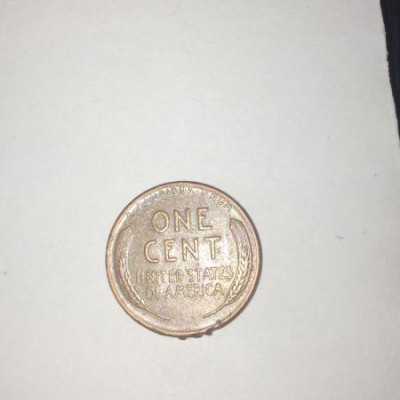 ONE
CENT
UNITED STATES
OF AMERICA